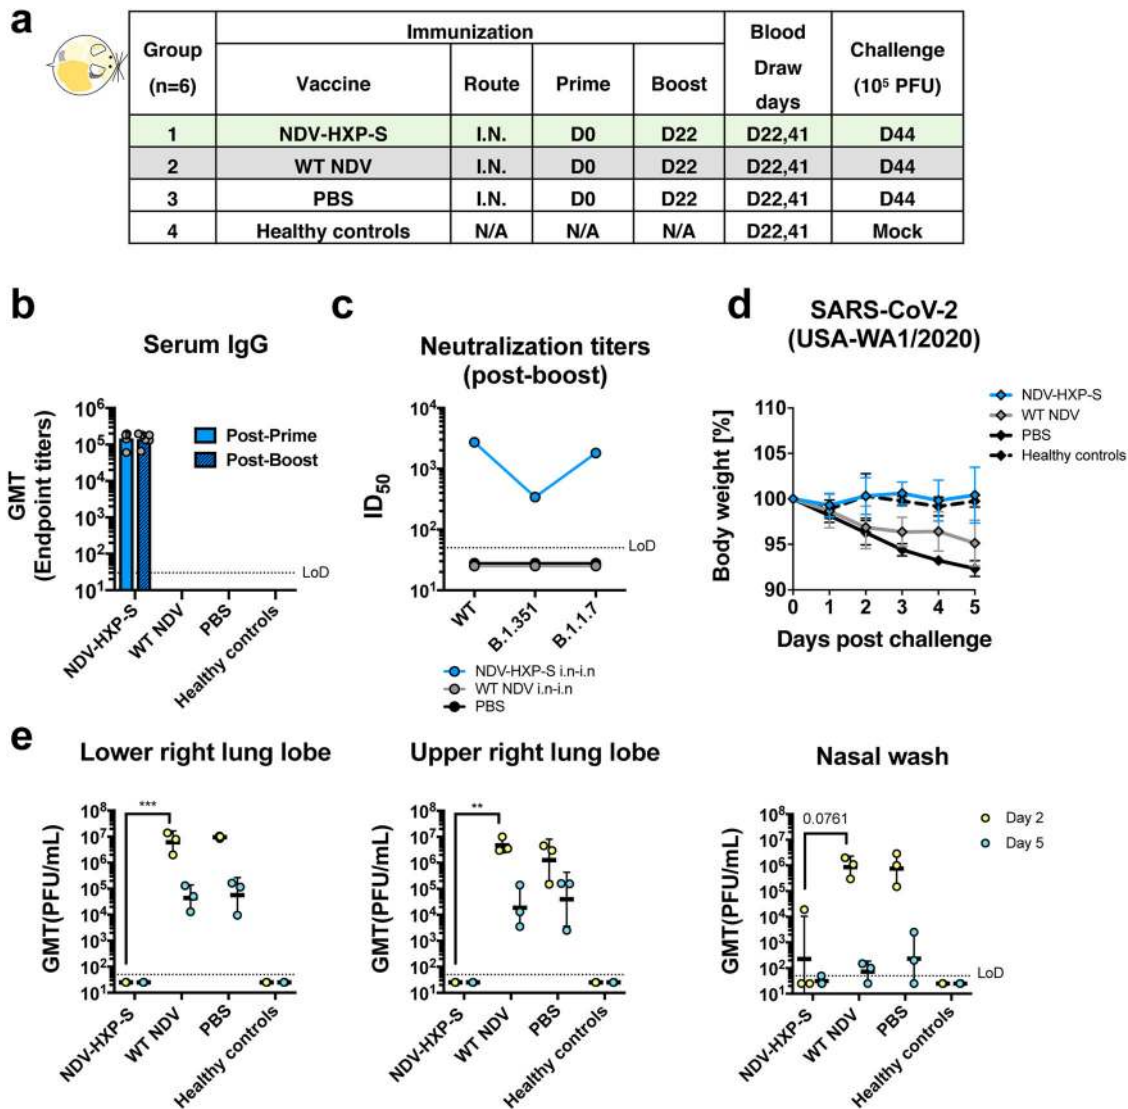 a
Group (n=6) Immunization Blood Draw days Challenge (10⁵ PFU)
Vaccine Route Prime Boost
1 NDV-HXP-S I.N. D0 D22 D22,41 D44
2 WT NDV I.N. D0 D22 D22,41 D44
3 PBS I.N. D0 D22 D22,41 D44
4 Healthy controls N/A N/A N/A D22,41 Mock
b
Serum IgG
GMT
(Endpoint titers)
10⁶
10⁵
10⁴
10³
10²
10¹
Post-Prime
Post-Boost
LoD
NDV-HXP-S
WT NDV
PBS
Healthy controls
c
Neutralization titers
(post-boost)
ID₅₀
10⁴
10³
10²
10¹
LoD
WT
B.1.351
B.1.1.7
NDV-HXP-S i.n-i.n
WT NDV i.n-i.n
PBS
d
SARS-CoV-2
(USA-WA1/2020)
Body weight [%]
110
105
100
95
90
0 1 2 3 4 5
Days post challenge
NDV-HXP-S
WT NDV
PBS
Healthy controls
e
Lower right lung lobe
GMT(PFU/mL)
10⁸
10⁷
10⁶
10⁵
10⁴
10³
10²
10¹
***
NDV-HXP-S
WT NDV
PBS
Healthy controls
Upper right lung lobe
GMT(PFU/mL)
10⁸
10⁷
10⁶
10⁵
10⁴
10³
10²
10¹
**
NDV-HXP-S
WT NDV
PBS
Healthy controls
Nasal wash
GMT(PFU/mL)
10⁸
10⁷
10⁶
10⁵
10⁴
10³
10²
10¹
0.0761
LoD
NDV-HXP-S
WT NDV
PBS
Healthy controls
Day 2
Day 5